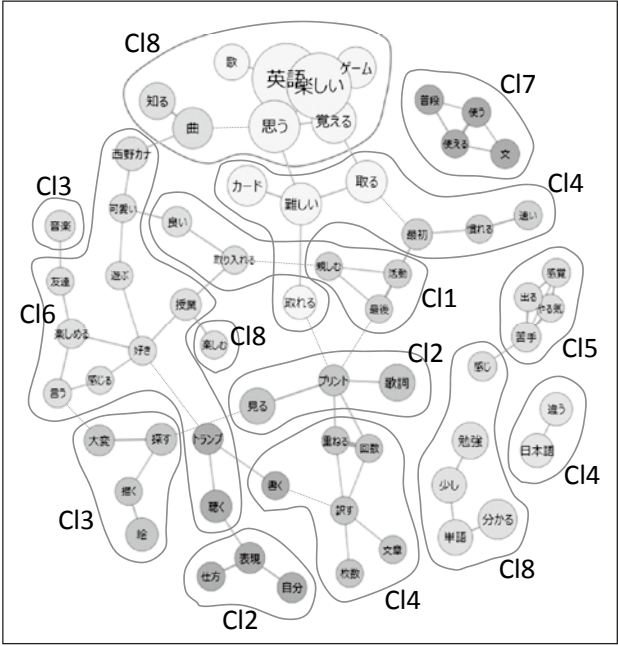 Cl8
歌
英語
楽しい
ゲーム
知る
曲
思う
覚える
Cl7
普段
使う
使える
文
西野カナ
Cl3
音楽
可愛い
良い
カード
難しい
取る
Cl4
最初
慣れる
速い
取り入れる
親しむ
活動
最後
Cl1
友達
遊ぶ
授業
取れる
Cl6
楽しめる
好き
楽しむ
Cl8
感覚
出る
やる気
苦手
Cl5
言う
感じる
Cl2
見る
プリント
歌詞
感じ
違う
日本語
Cl4
大変
探す
トランプ
重ねる
回数
勉強
描く
絵
Cl3
書く
聴く
訳す
少し
単語
分かる
Cl8
文章
枚数
Cl4
表現
仕方
自分
Cl2